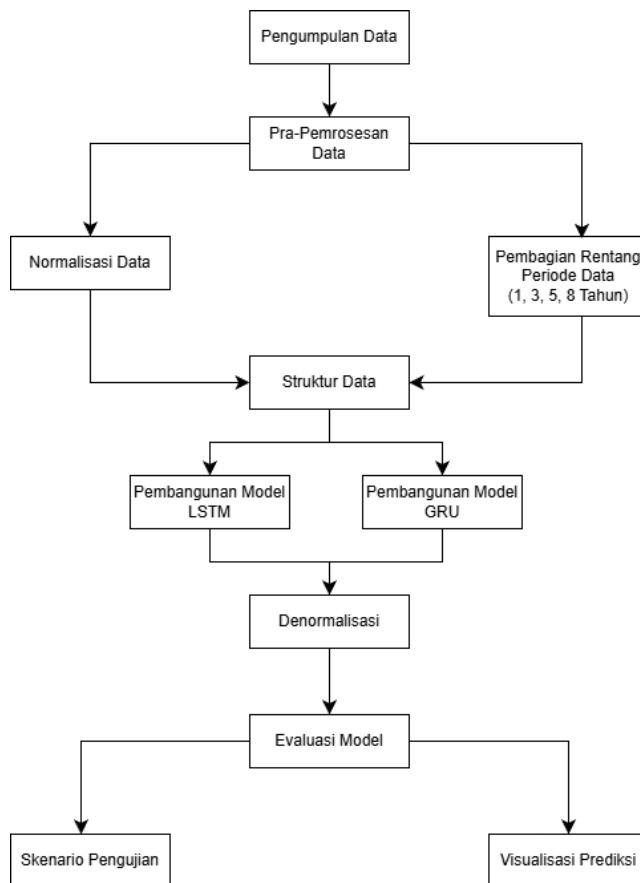 Pengumpulan Data
Pra-Pemrosesan
Data
Normalisasi Data
Pembagian Rentang
Periode Data
(1, 3, 5, 8 Tahun)
Struktur Data
Pembangunan Model
LSTM
Pembangunan Model
GRU
Denormalisasi
Evaluasi Model
Skenario Pengujian
Visualisasi Prediksi